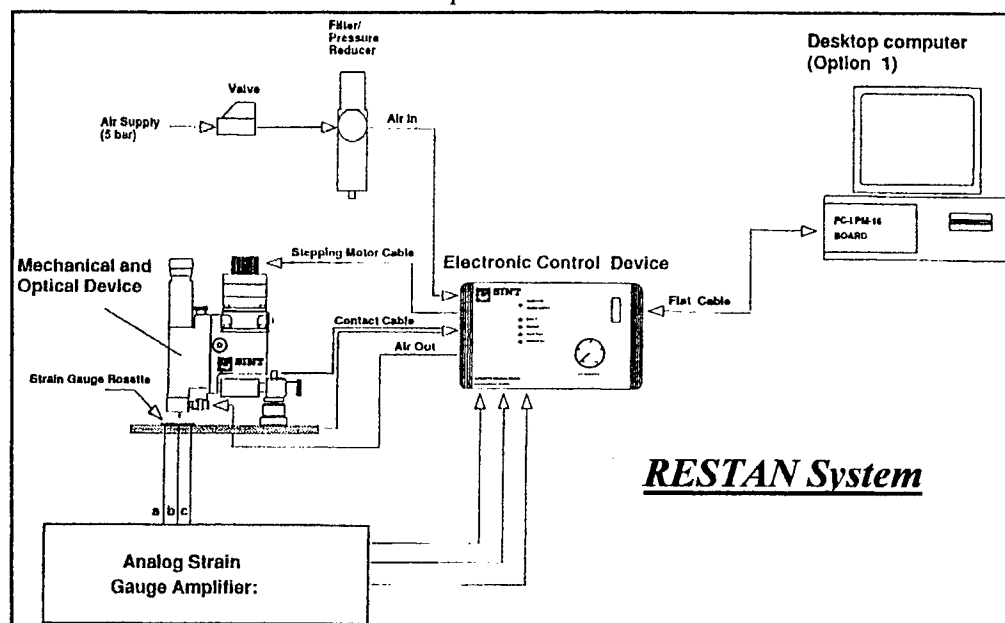 Filter/
Pressure
Reducer
Desktop computer
(Option 1)
Valve
Air Supply
(5 bar)
Air In
PC-LPM-16
BOARD
Stepping Motor Cable
Electronic Control Device
Mechanical and
Optical Device
SINT
Flat Cable
Contact Cable
Air Out
SINT
Strain Gauge Rosette
RESTAN System
a b c
Analog Strain
Gauge Amplifier: